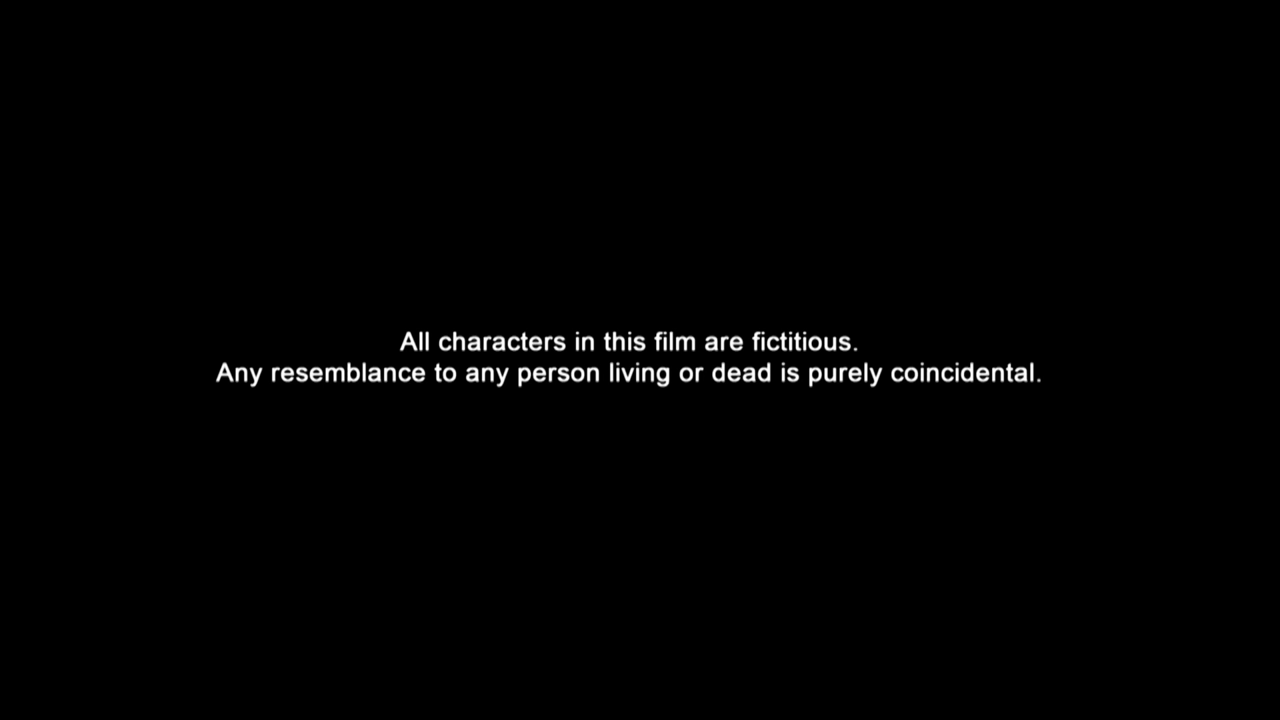 All characters in this film are fictitious.
Any resemblance to any person living or dead is purely coincidental.